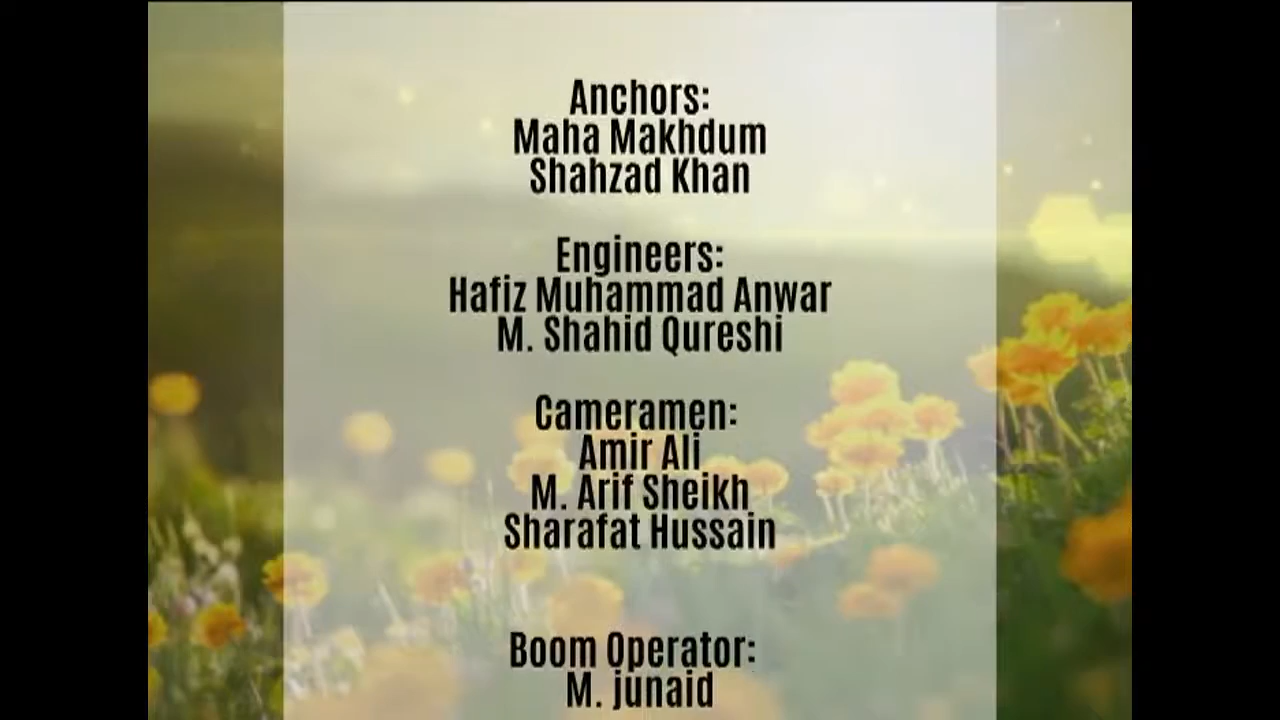 Anchors:
Maha Makhdum
Shahzad Khan
Engineers:
Hafiz Muhammad Anwar
M. Shahid Qureshi
Cameramen:
Amir Ali
M. Arif Sheikh
Sharafat Hussain
Boom Operator:
M. junaid